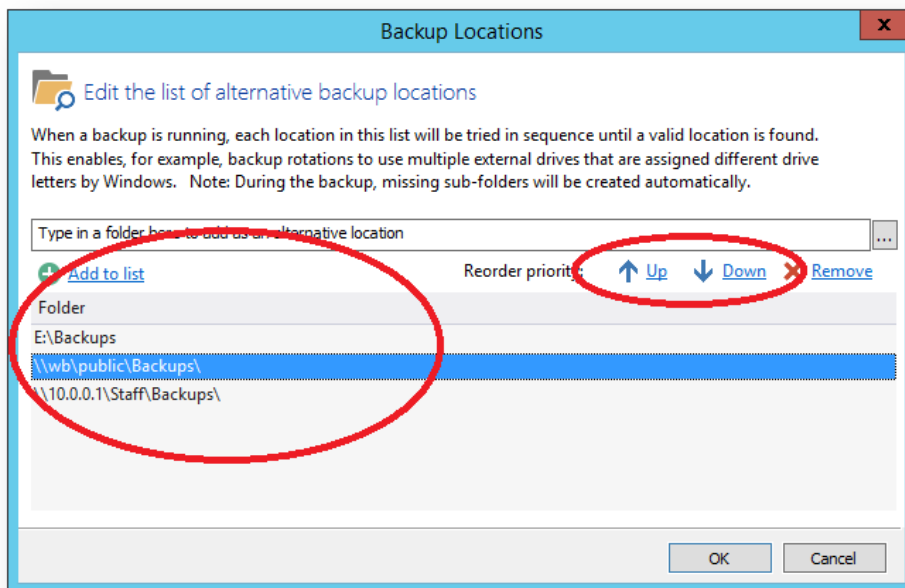 Backup Locations
x
Edit the list of alternative backup locations
When a backup is running, each location in this list will be tried in sequence until a valid location is found.
This enables, for example, backup rotations to use multiple external drives that are assigned different drive
letters by Windows. Note: During the backup, missing sub-folders will be created automatically.
Type in a folder here to add as an alternative location
...
Add to list
Reorder priority: Up Down Remove
Folder
E:\Backups
\\wb\public\Backups\
\\10.0.0.1\Staff\Backups\
OK Cancel